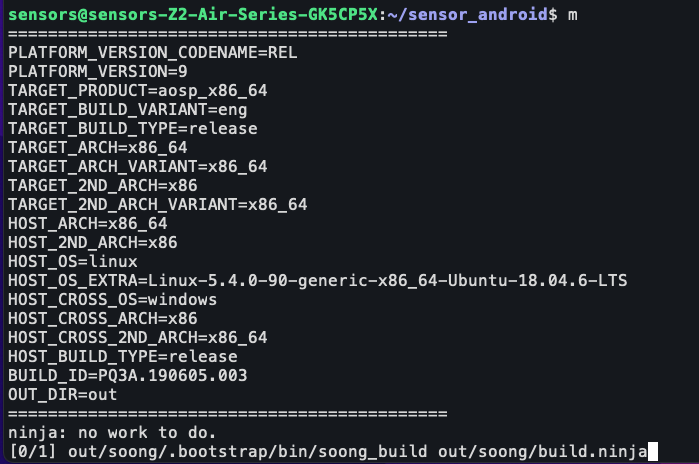 sensors@sensors-Z2-Air-Series-GK5CP5X:~/sensor_android$ m
============================================
PLATFORM_VERSION_CODENAME=REL
PLATFORM_VERSION=9
TARGET_PRODUCT=aosp_x86_64
TARGET_BUILD_VARIANT=eng
TARGET_BUILD_TYPE=release
TARGET_ARCH=x86_64
TARGET_ARCH_VARIANT=x86_64
TARGET_2ND_ARCH=x86
TARGET_2ND_ARCH_VARIANT=x86_64
HOST_ARCH=x86_64
HOST_2ND_ARCH=x86
HOST_OS=linux
HOST_OS_EXTRA=Linux-5.4.0-90-generic-x86_64-Ubuntu-18.04.6-LTS
HOST_CROSS_OS=windows
HOST_CROSS_ARCH=x86
HOST_CROSS_2ND_ARCH=x86_64
HOST_BUILD_TYPE=release
BUILD_ID=PQ3A.190605.003
OUT_DIR=out
============================================
ninja: no work to do.
[0/1] out/soong/.bootstrap/bin/soong_build out/soong/build.ninja